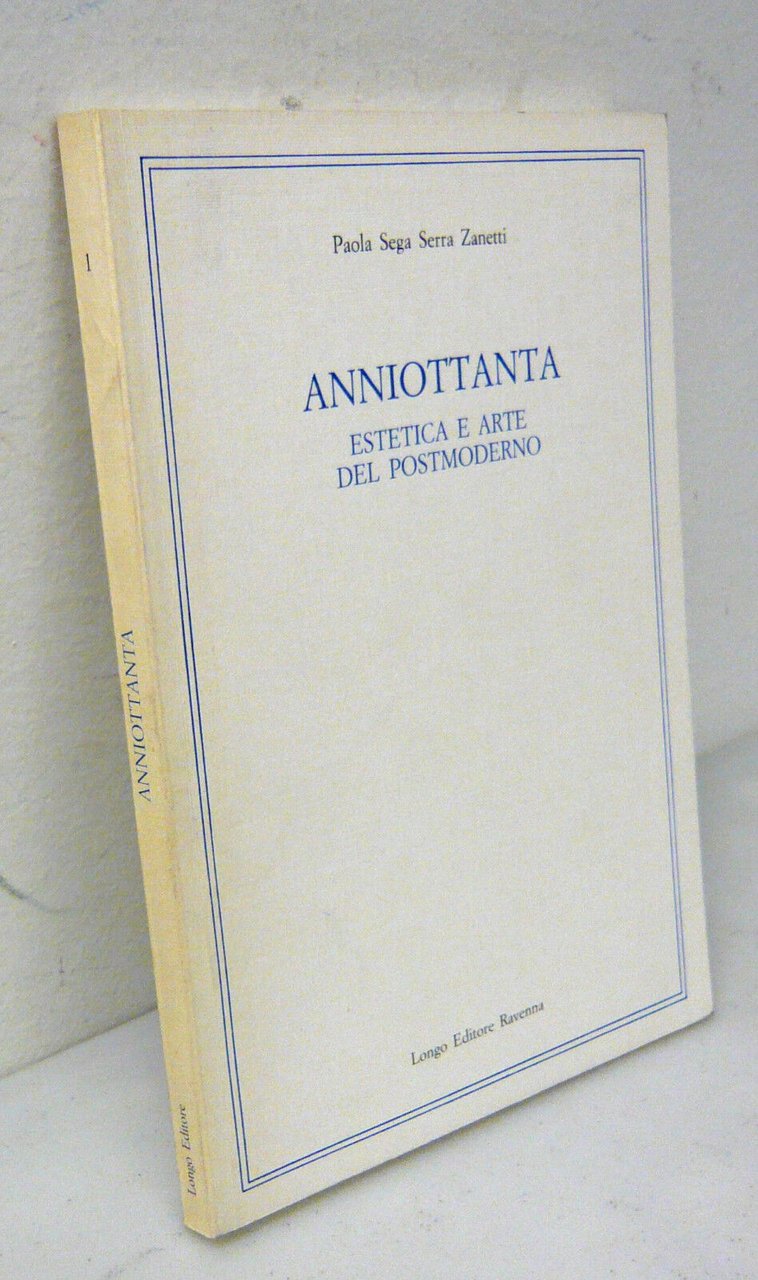 Paola Sega Serra Zanetti
ANNIOTTANTA
ESTETICA E ARTE
DEL POSTMODERNO
Longo Editore Ravenna
1
ANNIOTTANTA
Longo Editore